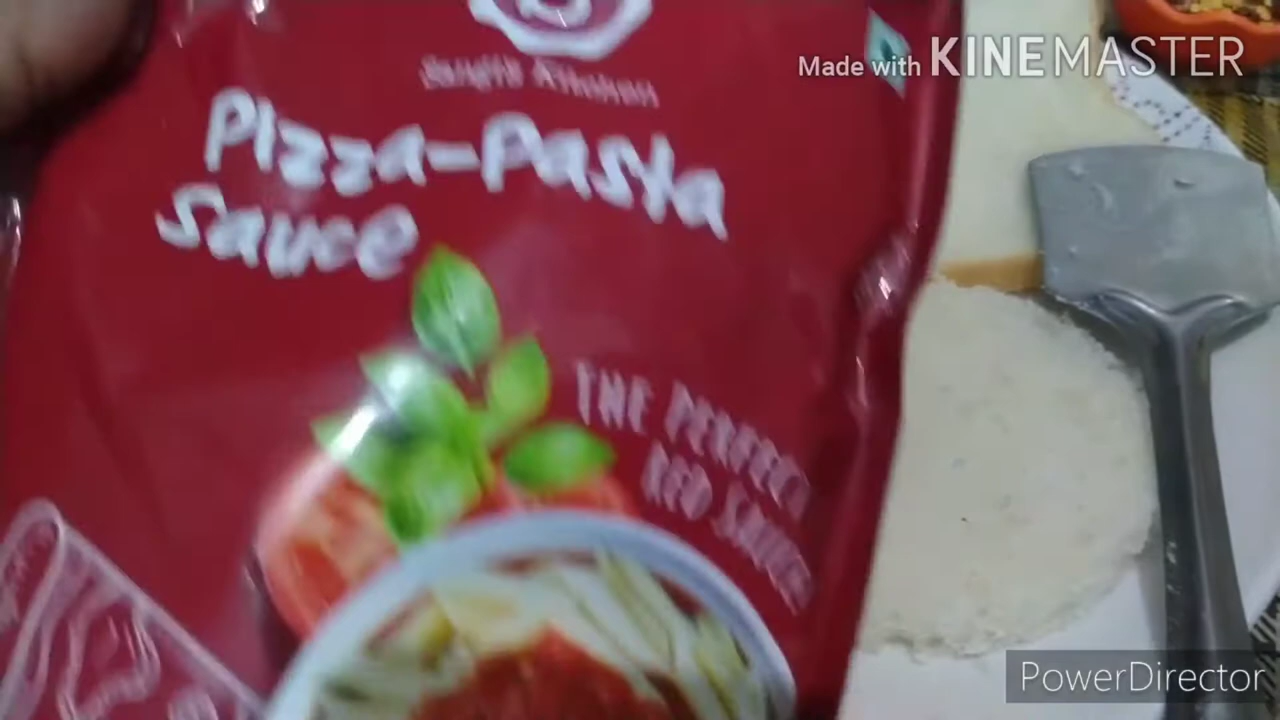 Made with KINEMASTER
Pizza-Pasta
Sauce
THE PERFECT
RED SAUCE
PowerDirector